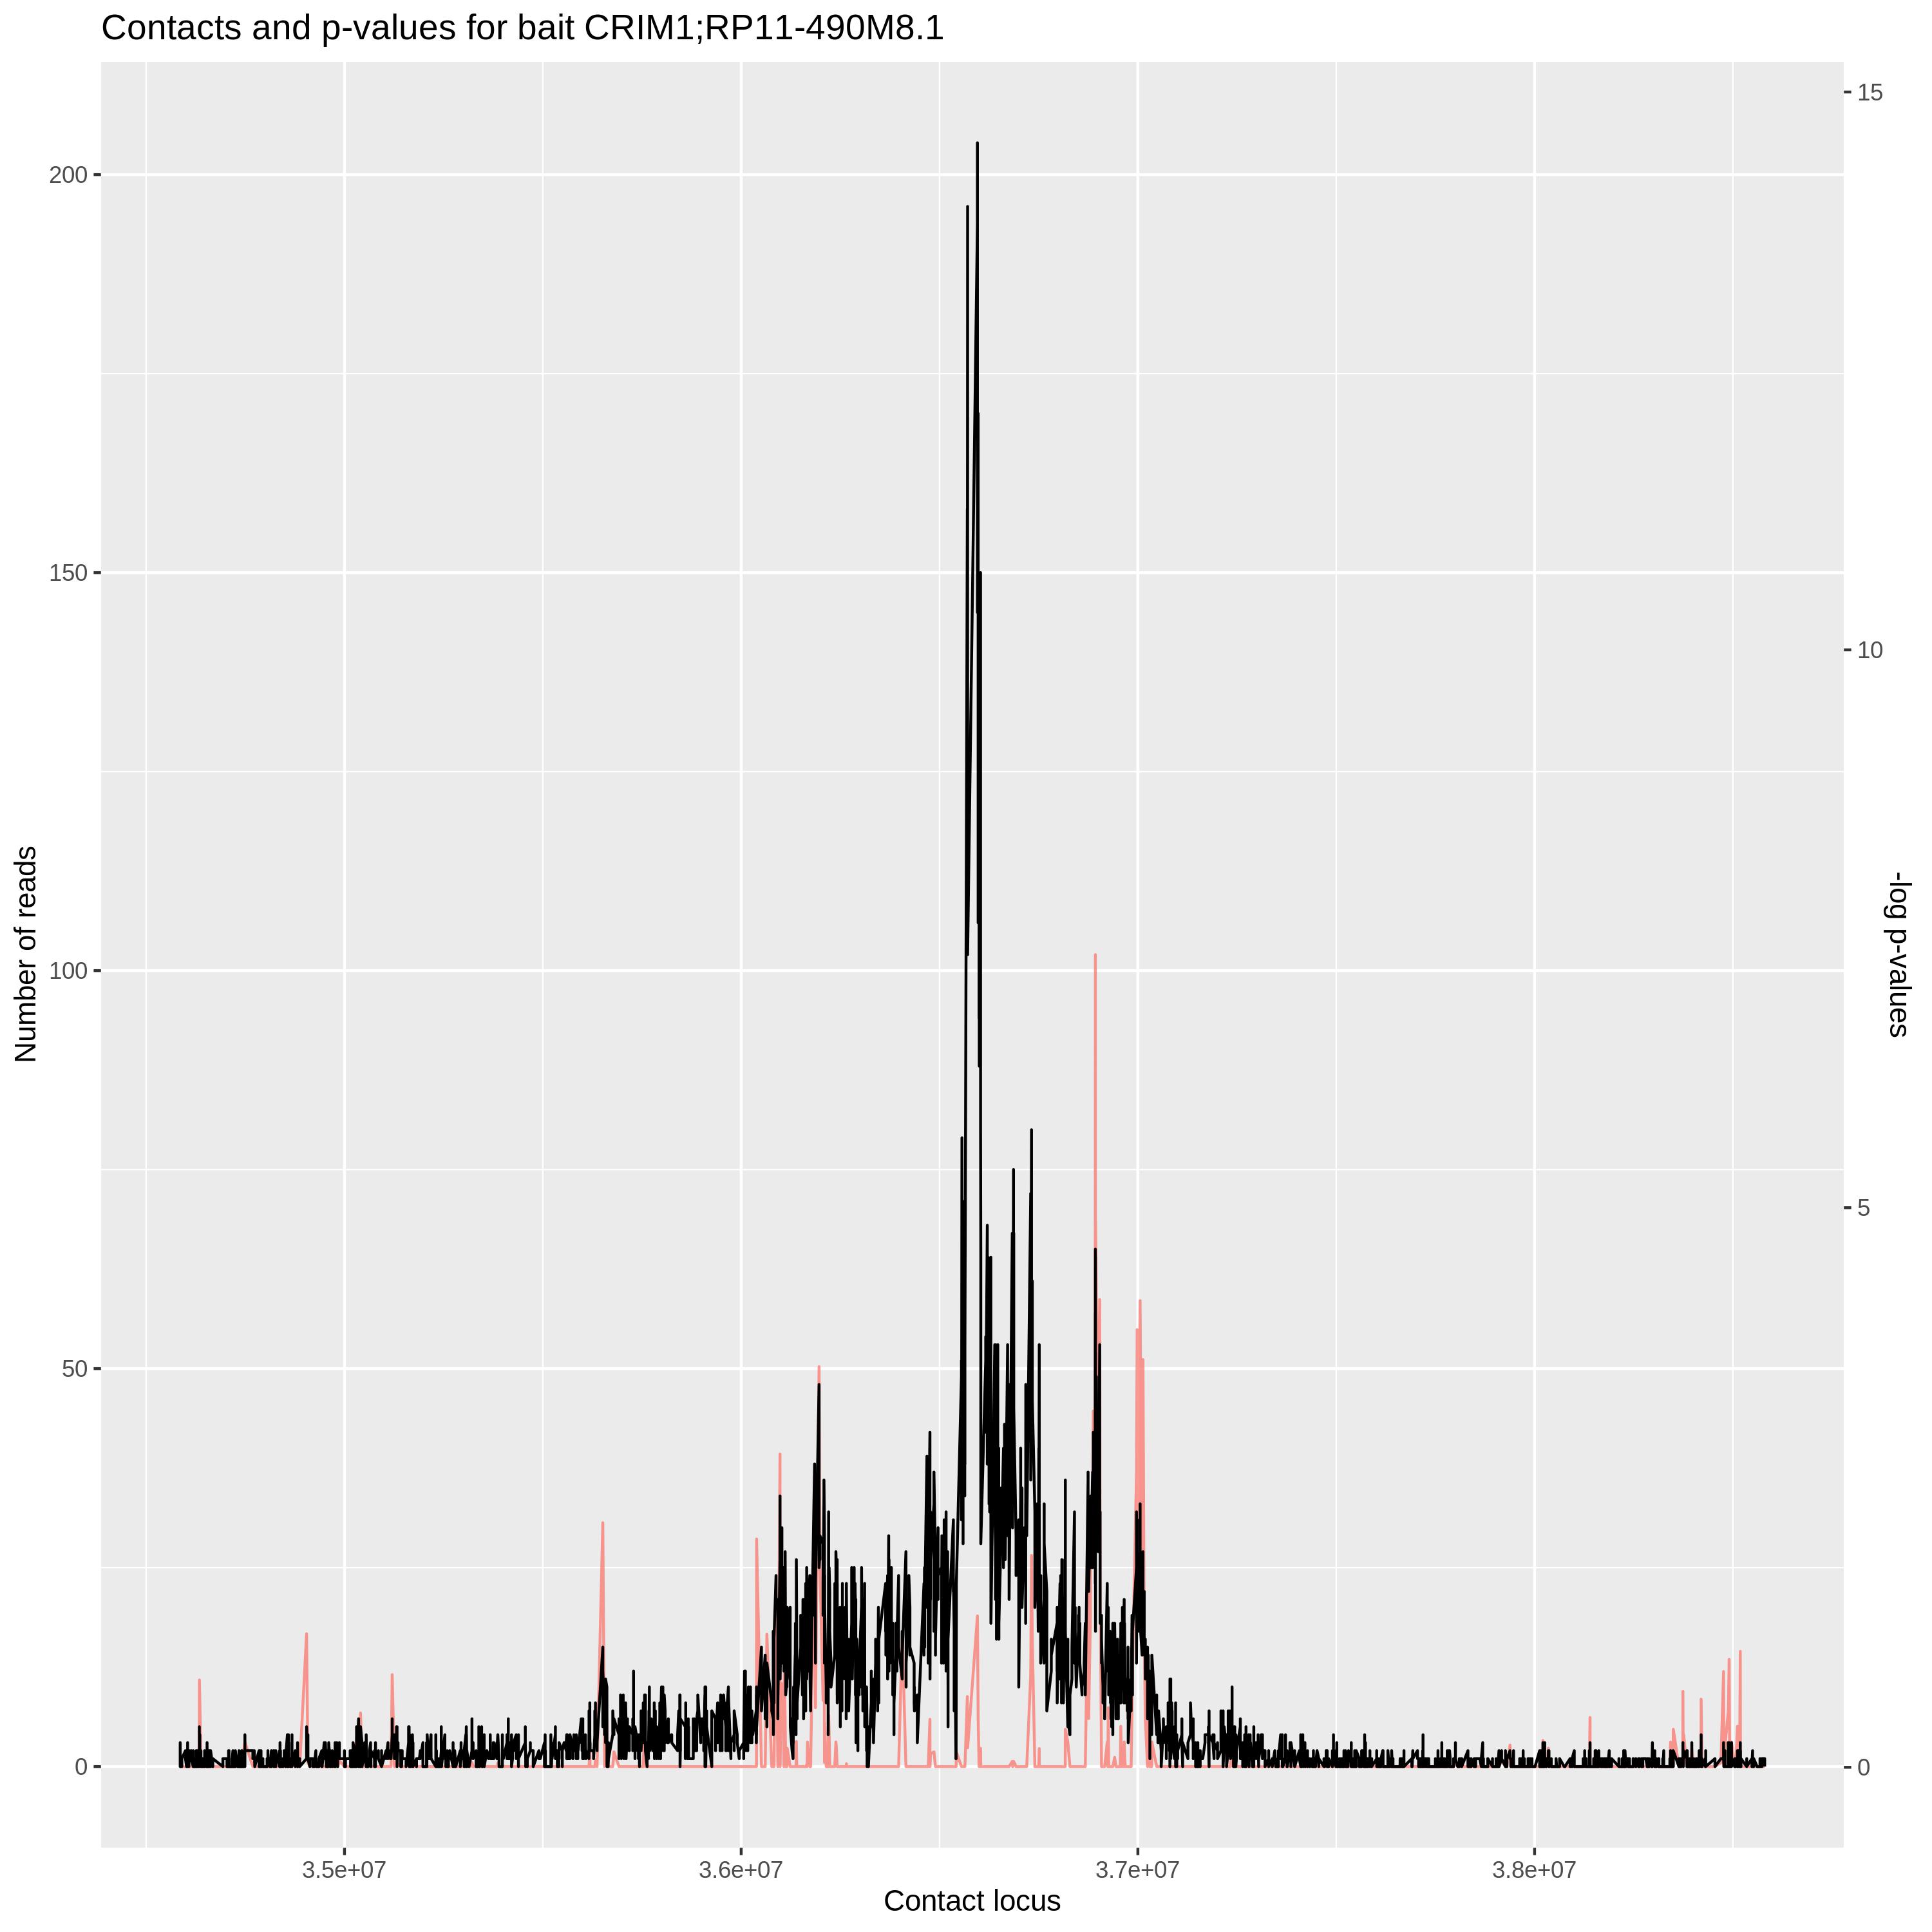 Contacts and p-values for bait CRIM1;RP11-490M8.1
15
200
150
10
Number of reads
-log p-values
100
5
50
0
0
3.5e+07
3.6e+07
3.7e+07
3.8e+07
Contact locus